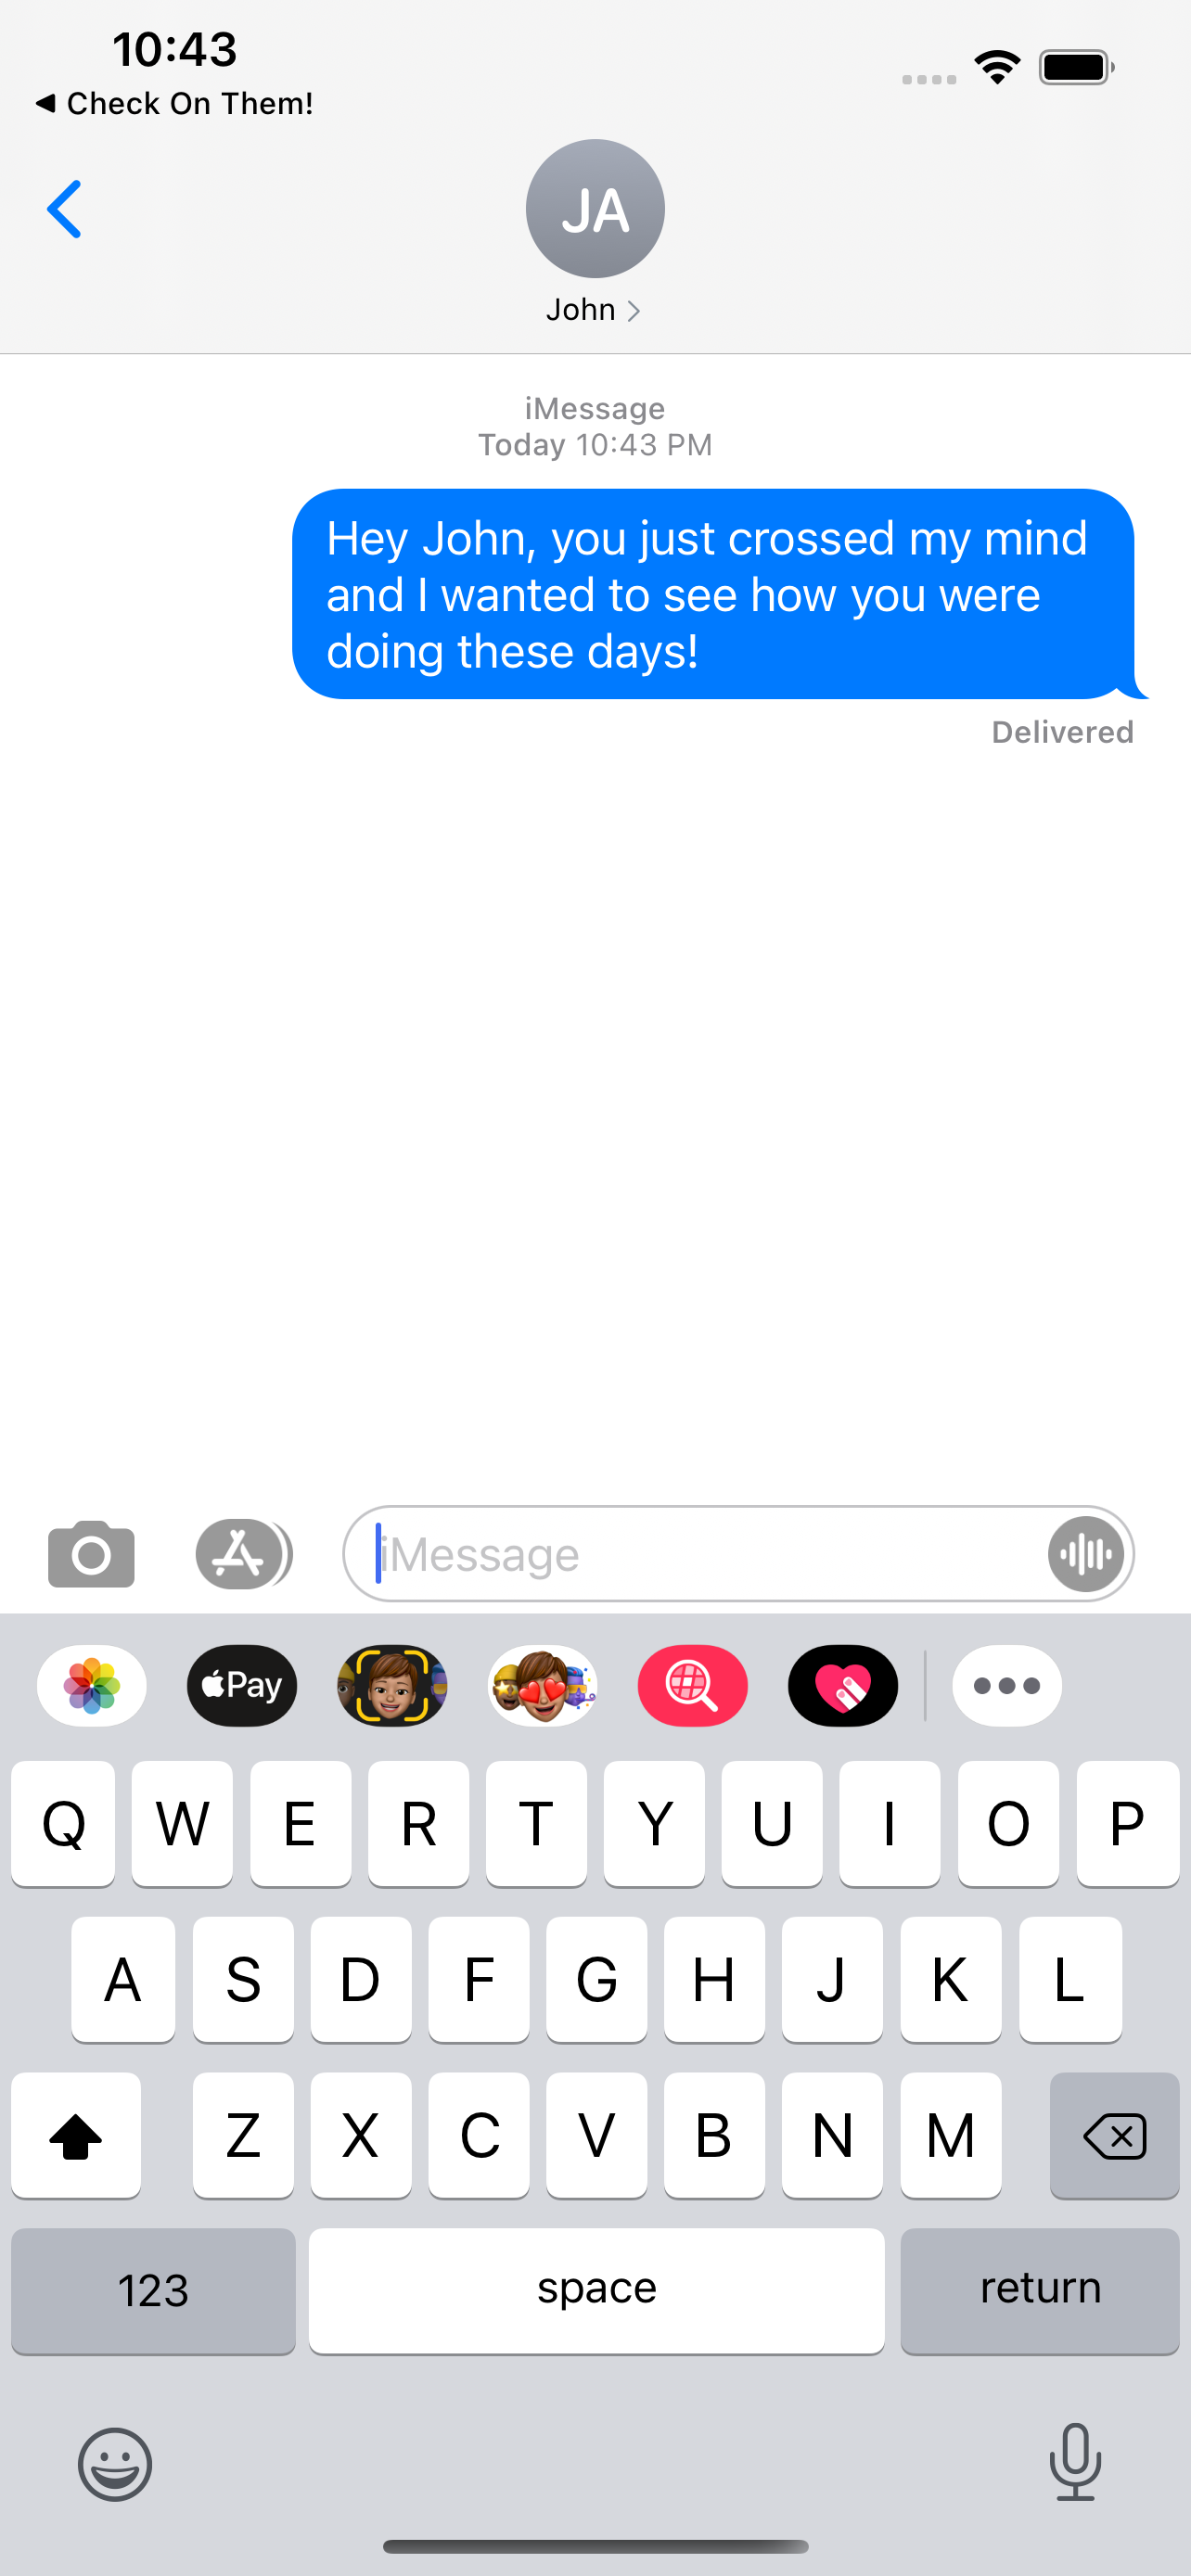 10:43
◀ Check On Them!
JA
John >
iMessage
Today 10:43 PM
Hey John, you just crossed my mind
and I wanted to see how you were
doing these days!
Delivered
iMessage
Pay
Q W E R T Y U I O P
A S D F G H J K L
Z X C V B N M
123 space return